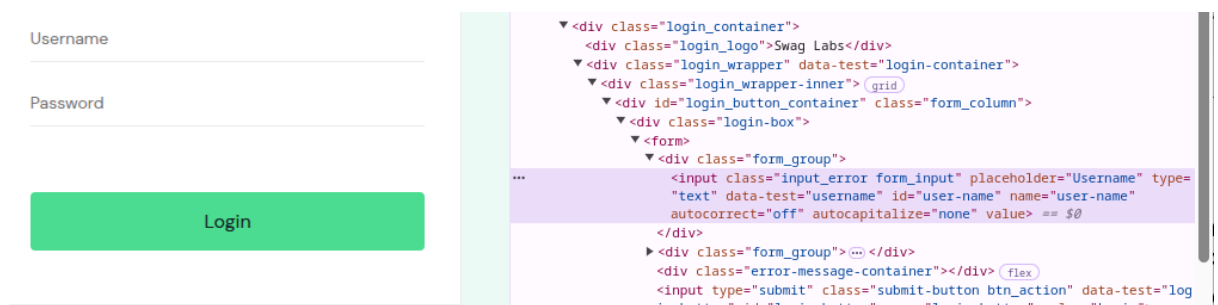 Username
Password
Login
<div class="login_container">
<div class="login_logo">Swag Labs</div>
<div class="login_wrapper" data-test="login-container">
<div class="login_wrapper-inner"> grid
<div id="login_button_container" class="form_column">
<div class="login-box">
<form>
<div class="form_group">
... <input class="input_error form_input" placeholder="Username" type=
"text" data-test="username" id="user-name" name="user-name"
autocorrect="off" autocapitalize="none" value> == $0
</div>
<div class="form_group"> ... </div>
<div class="error-message-container"></div> flex
<input type="submit" class="submit-button btn_action" data-test="log